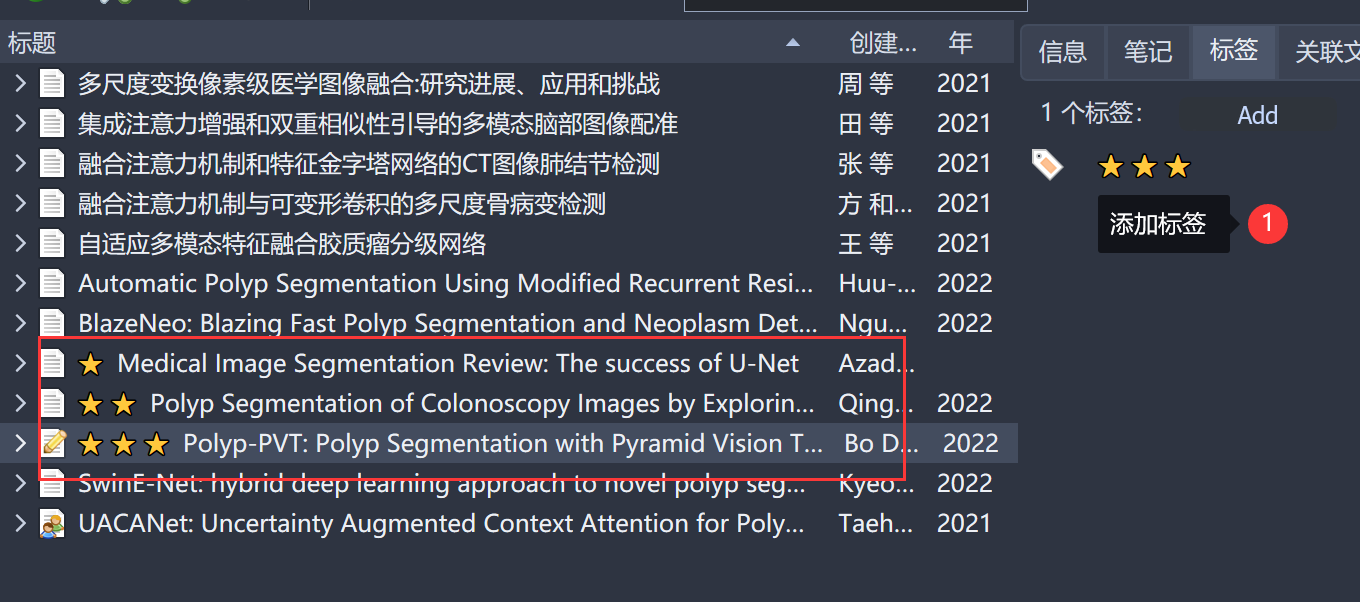 标题 创建... 年
多尺度变换像素级医学图像融合:研究进展、应用和挑战 周 等 2021
集成注意力增强和双重相似性引导的多模态脑部图像配准 田 等 2021
融合注意力机制和特征金字塔网络的CT图像肺结节检测 张 等 2021
融合注意力机制与可变形卷积的多尺度骨病变检测 方 和... 2021
自适应多模态特征融合胶质瘤分级网络 王 等 2021
Automatic Polyp Segmentation Using Modified Recurrent Resi... Huu-... 2022
BlazeNeo: Blazing Fast Polyp Segmentation and Neoplasm Det... Ngu... 2022
⭐ Medical Image Segmentation Review: The success of U-Net Azad...
⭐⭐ Polyp Segmentation of Colonoscopy Images by Explorin... Qing... 2022
⭐⭐⭐ Polyp-PVT: Polyp Segmentation with Pyramid Vision T... Bo D... 2022
SwinE-Net: hybrid deep learning approach to novel polyp seg... Kyeo... 2022
UACANet: Uncertainty Augmented Context Attention for Poly... Taeh... 2021
信息 笔记 标签 关联文
1 个标签: Add
⭐⭐⭐
添加标签 1